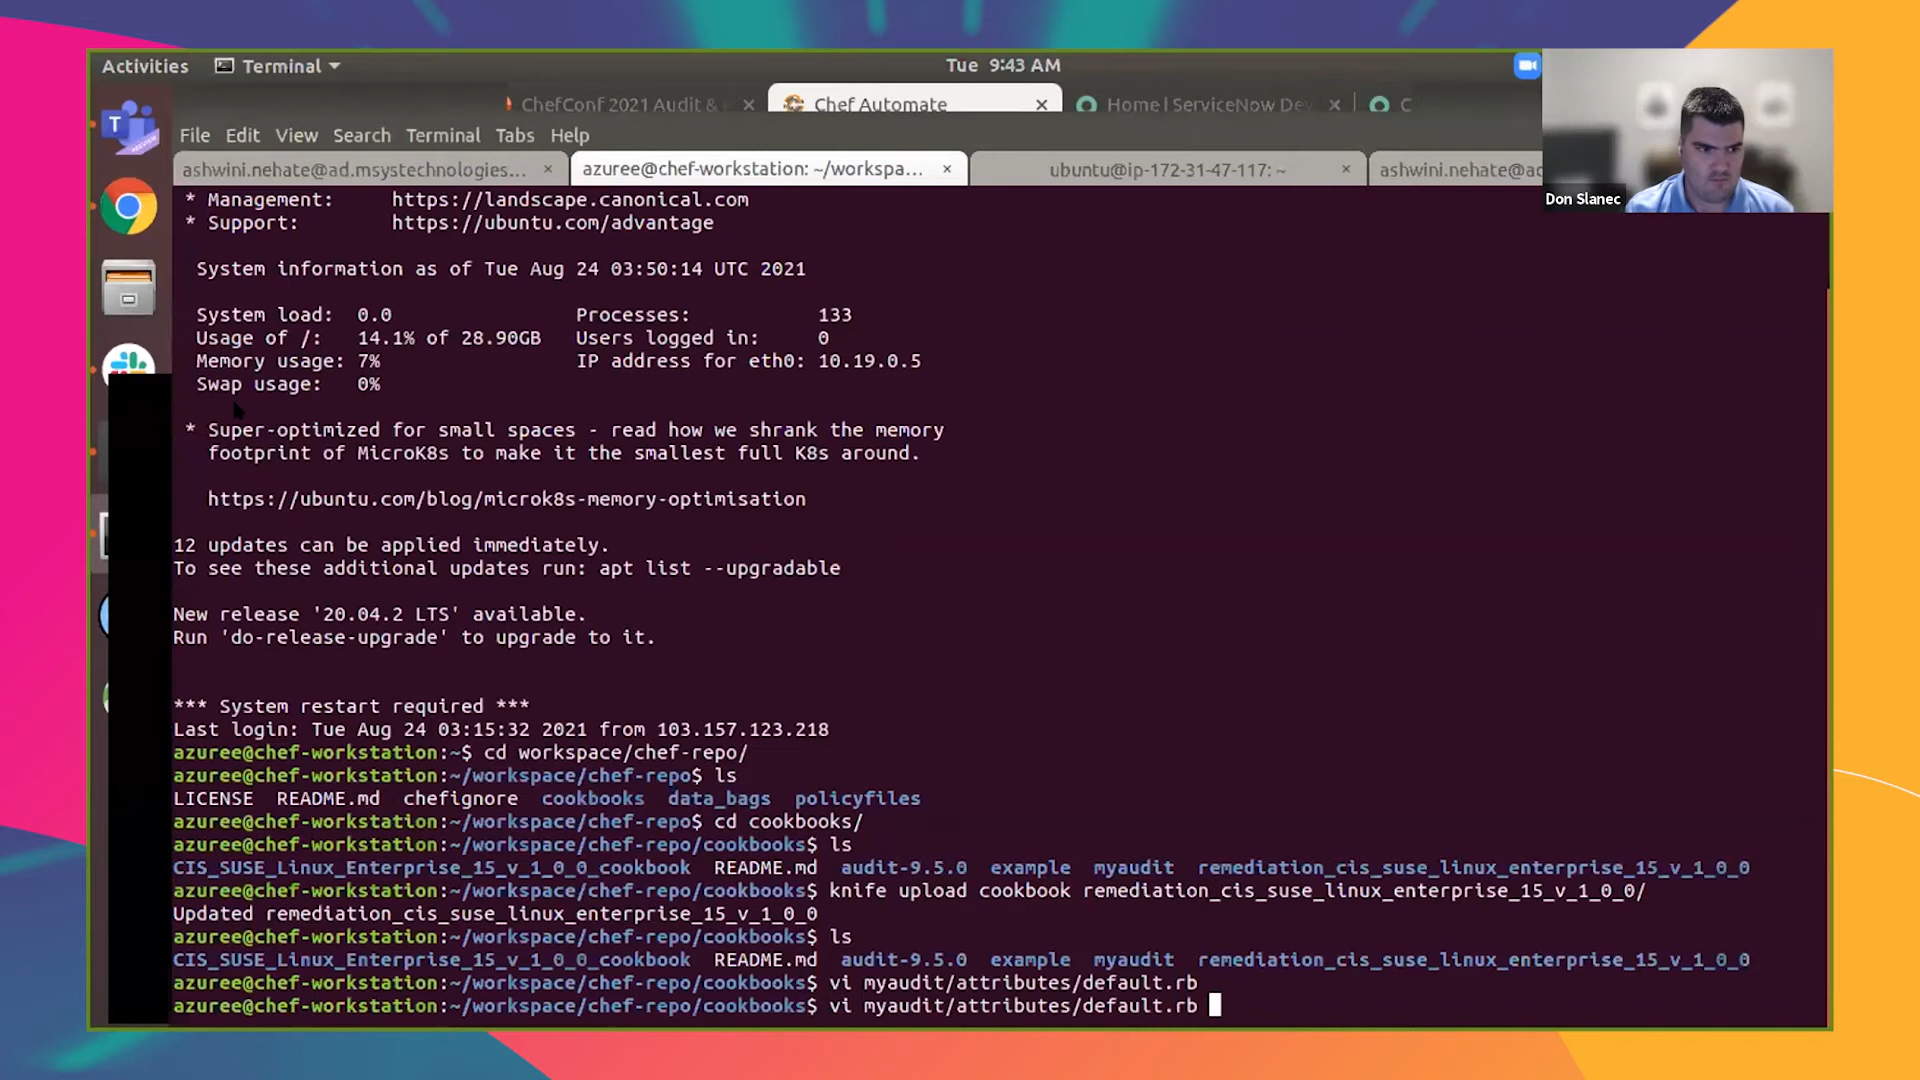 Activities Terminal Tue 9:43 AM
ChefConf 2021 Audit & Chef Automate Home | ServiceNow Dev C
File Edit View Search Terminal Tabs Help
ashwini.nehate@ad.msystechnologies... azuree@chef-workstation: ~/workspa... ubuntu@ip-172-31-47-117: ~ ashwini.nehate@ad
Don Slanec
* Management: https://landscape.canonical.com
* Support: https://ubuntu.com/advantage
System information as of Tue Aug 24 03:50:14 UTC 2021
System load: 0.0 Processes: 133
Usage of /: 14.1% of 28.90GB Users logged in: 0
Memory usage: 7% IP address for eth0: 10.19.0.5
Swap usage: 0%
* Super-optimized for small spaces - read how we shrank the memory
footprint of MicroK8s to make it the smallest full K8s around.
https://ubuntu.com/blog/microk8s-memory-optimisation
12 updates can be applied immediately.
To see these additional updates run: apt list --upgradable
New release '20.04.2 LTS' available.
Run 'do-release-upgrade' to upgrade to it.
*** System restart required ***
Last login: Tue Aug 24 03:15:32 2021 from 103.157.123.218
azuree@chef-workstation:~$ cd workspace/chef-repo/
azuree@chef-workstation:~/workspace/chef-repo$ ls
LICENSE README.md chefignore cookbooks data_bags policyfiles
azuree@chef-workstation:~/workspace/chef-repo$ cd cookbooks/
azuree@chef-workstation:~/workspace/chef-repo/cookbooks$ ls
CIS_SUSE_Linux_Enterprise_15_v_1_0_0_cookbook README.md audit-9.5.0 example myaudit remediation_cis_suse_linux_enterprise_15_v_1_0_0
azuree@chef-workstation:~/workspace/chef-repo/cookbooks$ knife upload cookbook remediation_cis_suse_linux_enterprise_15_v_1_0_0/
Updated remediation_cis_suse_linux_enterprise_15_v_1_0_0
azuree@chef-workstation:~/workspace/chef-repo/cookbooks$ ls
CIS_SUSE_Linux_Enterprise_15_v_1_0_0_cookbook README.md audit-9.5.0 example myaudit remediation_cis_suse_linux_enterprise_15_v_1_0_0
azuree@chef-workstation:~/workspace/chef-repo/cookbooks$ vi myaudit/attributes/default.rb
azuree@chef-workstation:~/workspace/chef-repo/cookbooks$ vi myaudit/attributes/default.rb